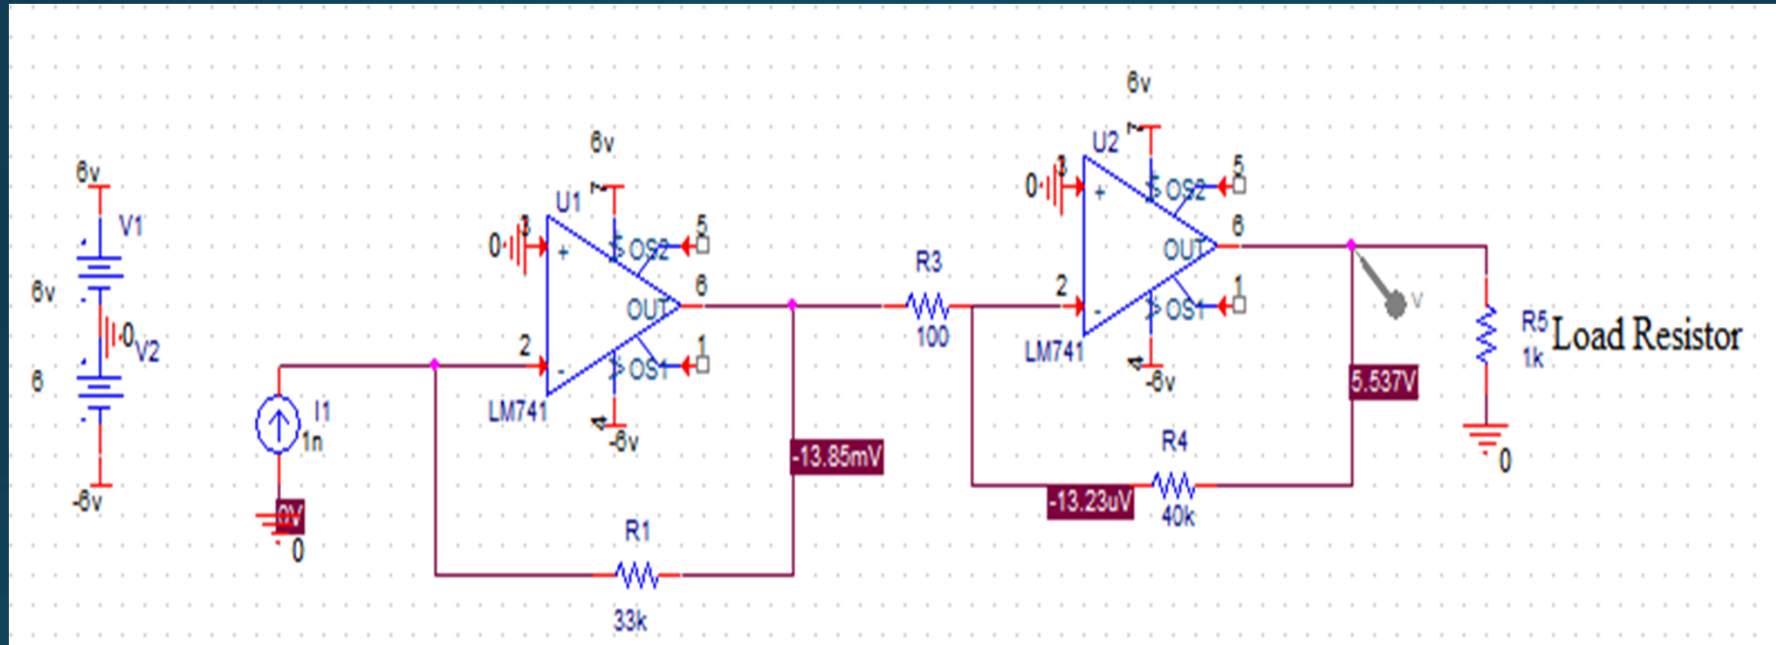 6v
V1
6v
0
V2
6
-6v
I1
1n
0V
0
6v
U1
7
3
0
+
5
OS2
6
OUT
2
-
1
OS1
LM741
4
-6v
-13.85mV
R1
33k
R3
100
6v
U2
7
3
0
+
5
OS2
6
OUT
2
-
1
OS1
LM741
4
-6v
-13.23uV
R4
40k
V
5.537V
R5
1k
Load Resistor
0